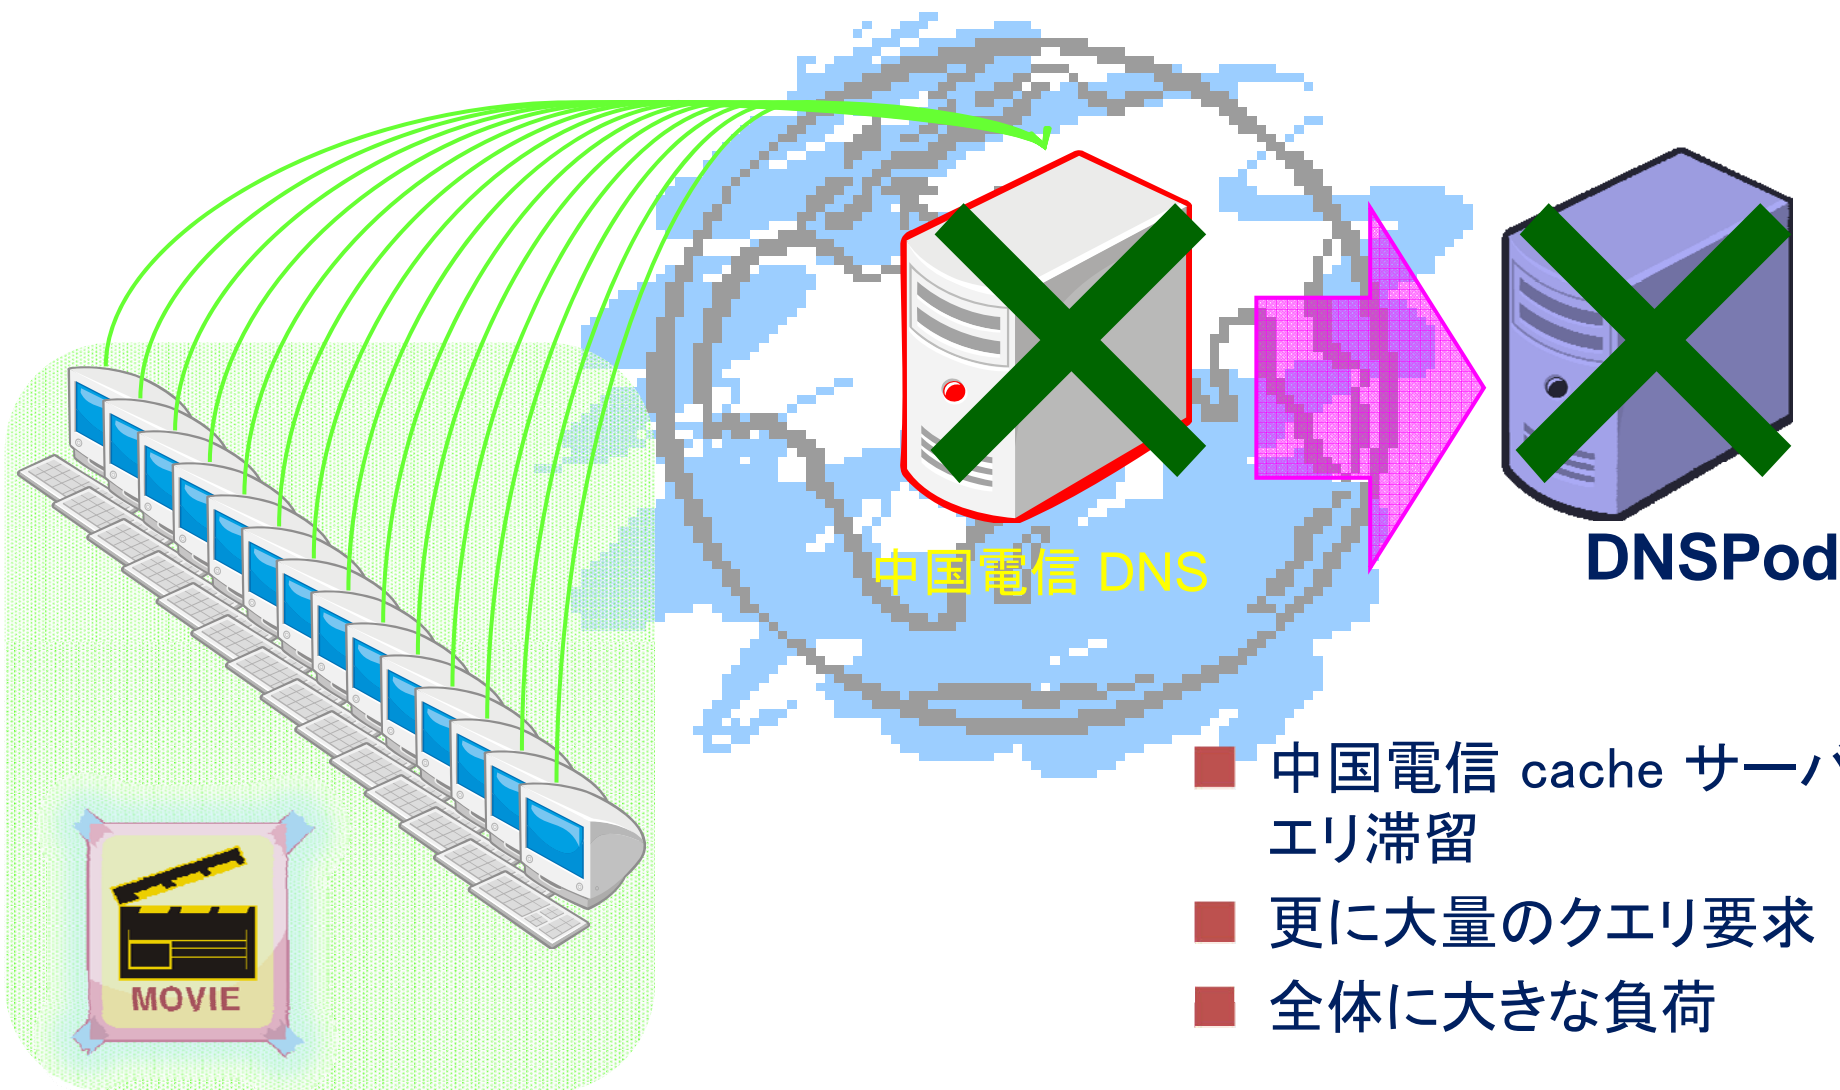 中国電信 DNS
DNSPod
中国電信 cache サーバ
エリ滞留
更に大量のクエリ要求
全体に大きな負荷
MOVIE